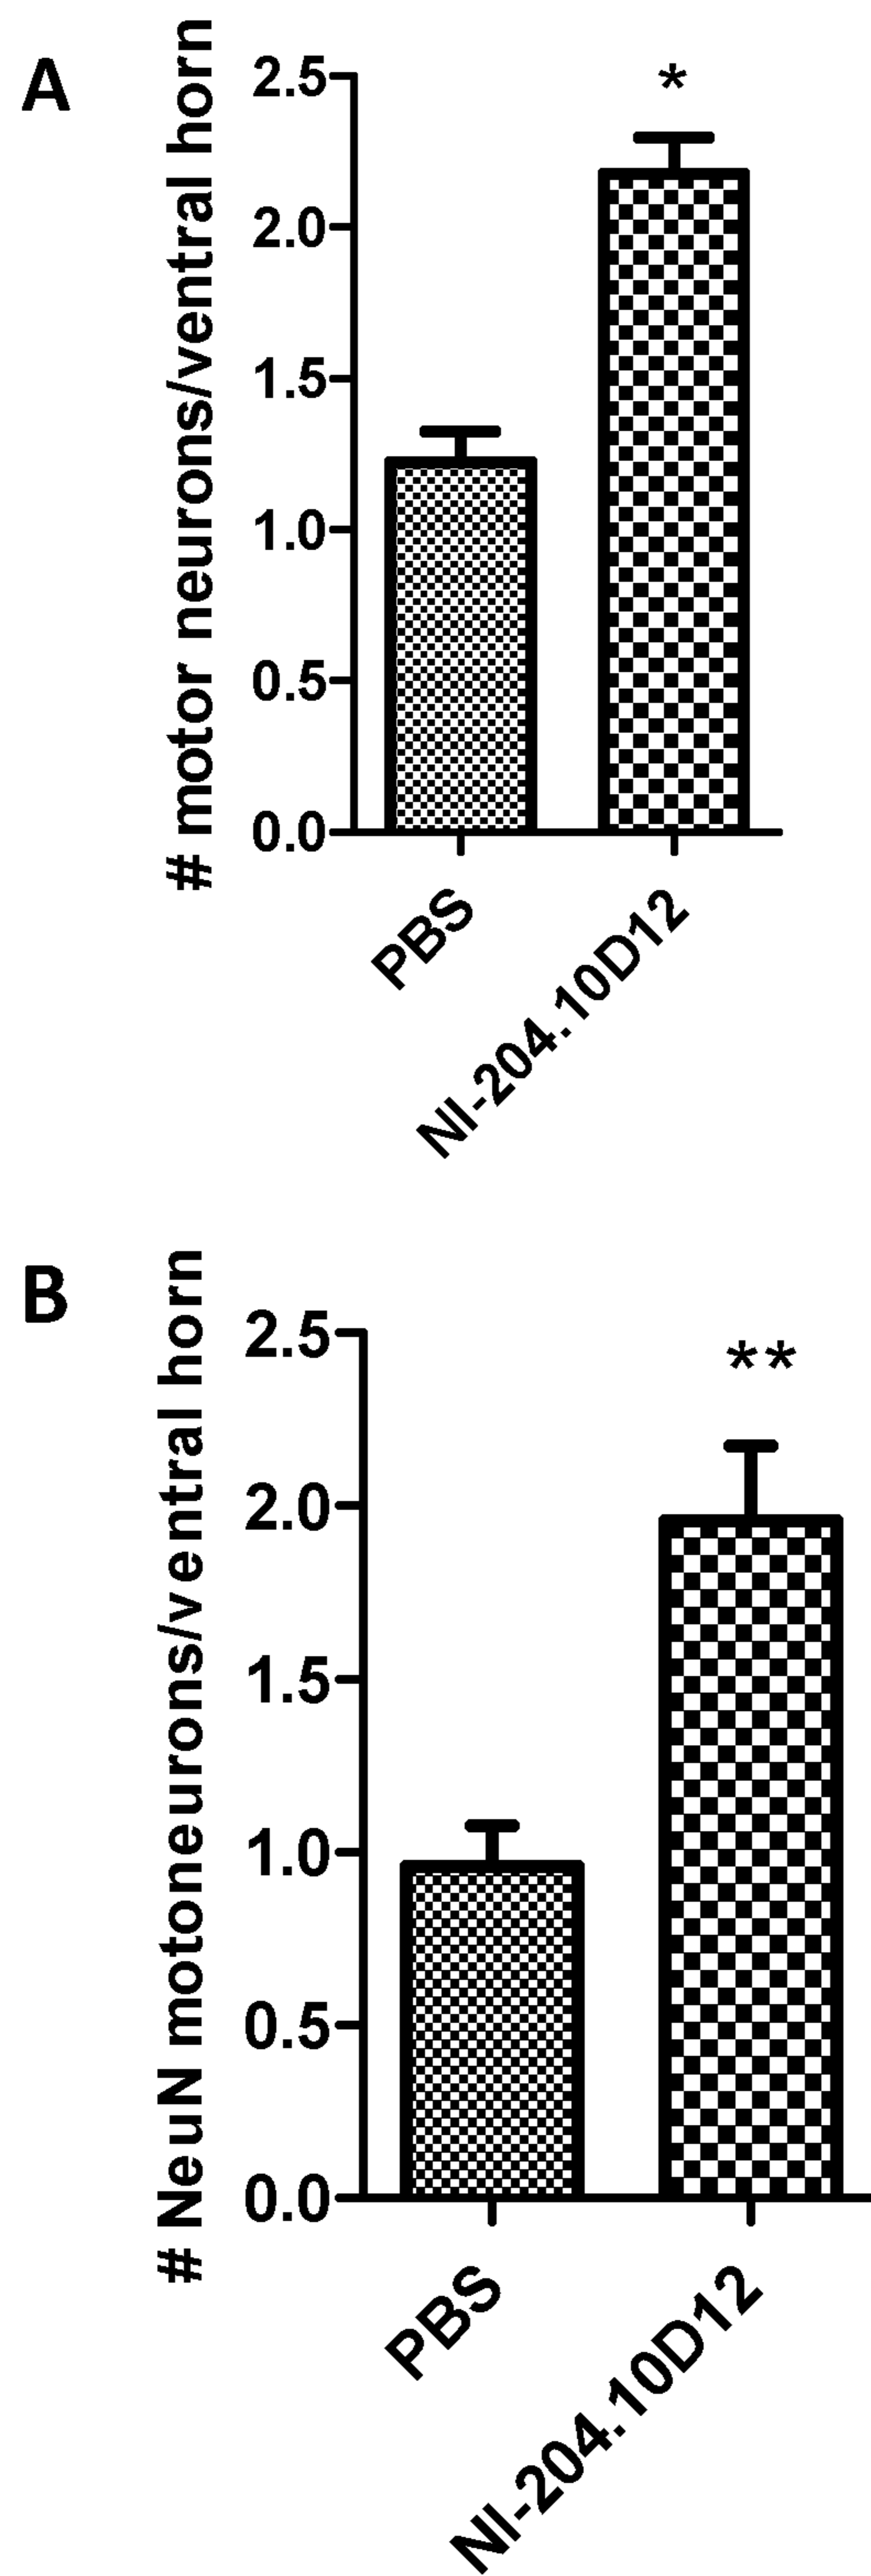 A
# motor neurons/ventral horn
2.5
2.0
1.5
1.0
0.5
0.0
*
PBS
NI-204.10D12
B
# NeuN motoneurons/ventral horn
2.5
2.0
1.5
1.0
0.5
0.0
**
PBS
NI-204.10D12